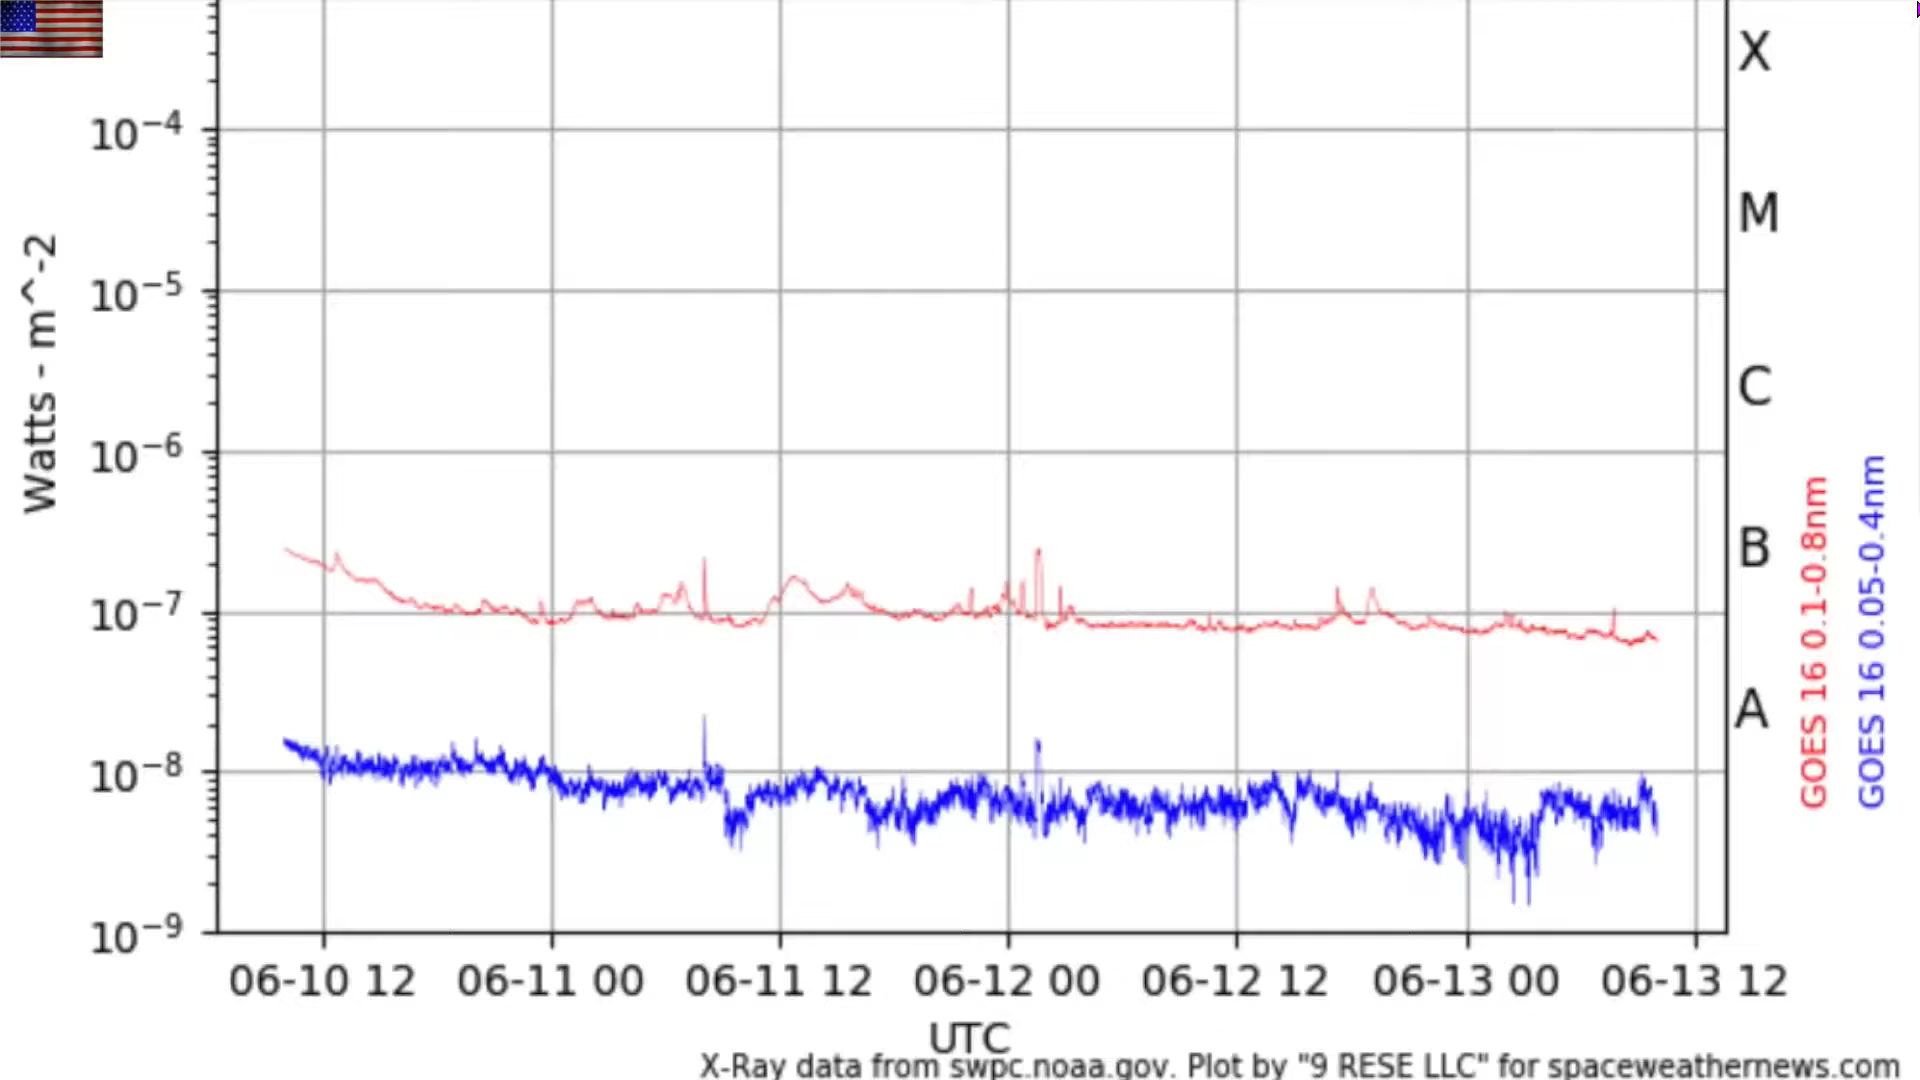 X
10−4
M
10−5
C
10−6
B
10−7
A
10−8
10−9
Watts - m^-2
GOES 16 0.1-0.8nm
GOES 16 0.05-0.4nm
06-10 12 06-11 00 06-11 12 06-12 00 06-12 12 06-13 00 06-13 12
UTC
X-Ray data from swpc.noaa.gov. Plot by "9 RESE LLC" for spaceweathernews.com